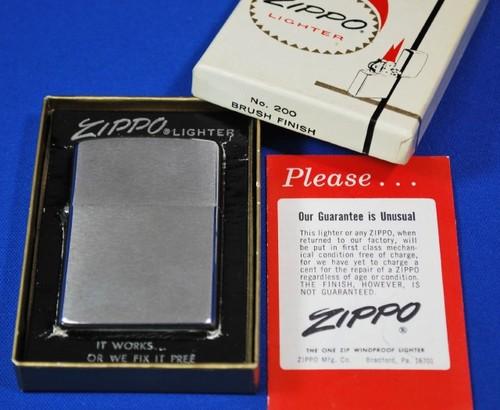 ZIPPO
LIGHTER
No. 200
BRUSH FINISH
ZIPPO® LIGHTER
IT WORKS...
OR WE FIX IT FREE
Please...
Our Guarantee is Unusual
This lighter or any ZIPPO, when
returned to our factory, will
be put in first class mechan-
ical condition free of charge,
for we have yet to charge a
cent for the repair of a ZIPPO
regardless of age or condition.
THE FINISH, HOWEVER, IS
NOT GUARANTEED.
ZIPPO®
THE ONE ZIP WINDPROOF LIGHTER
ZIPPO Mfg. Co. Bradford, Pa. 16701